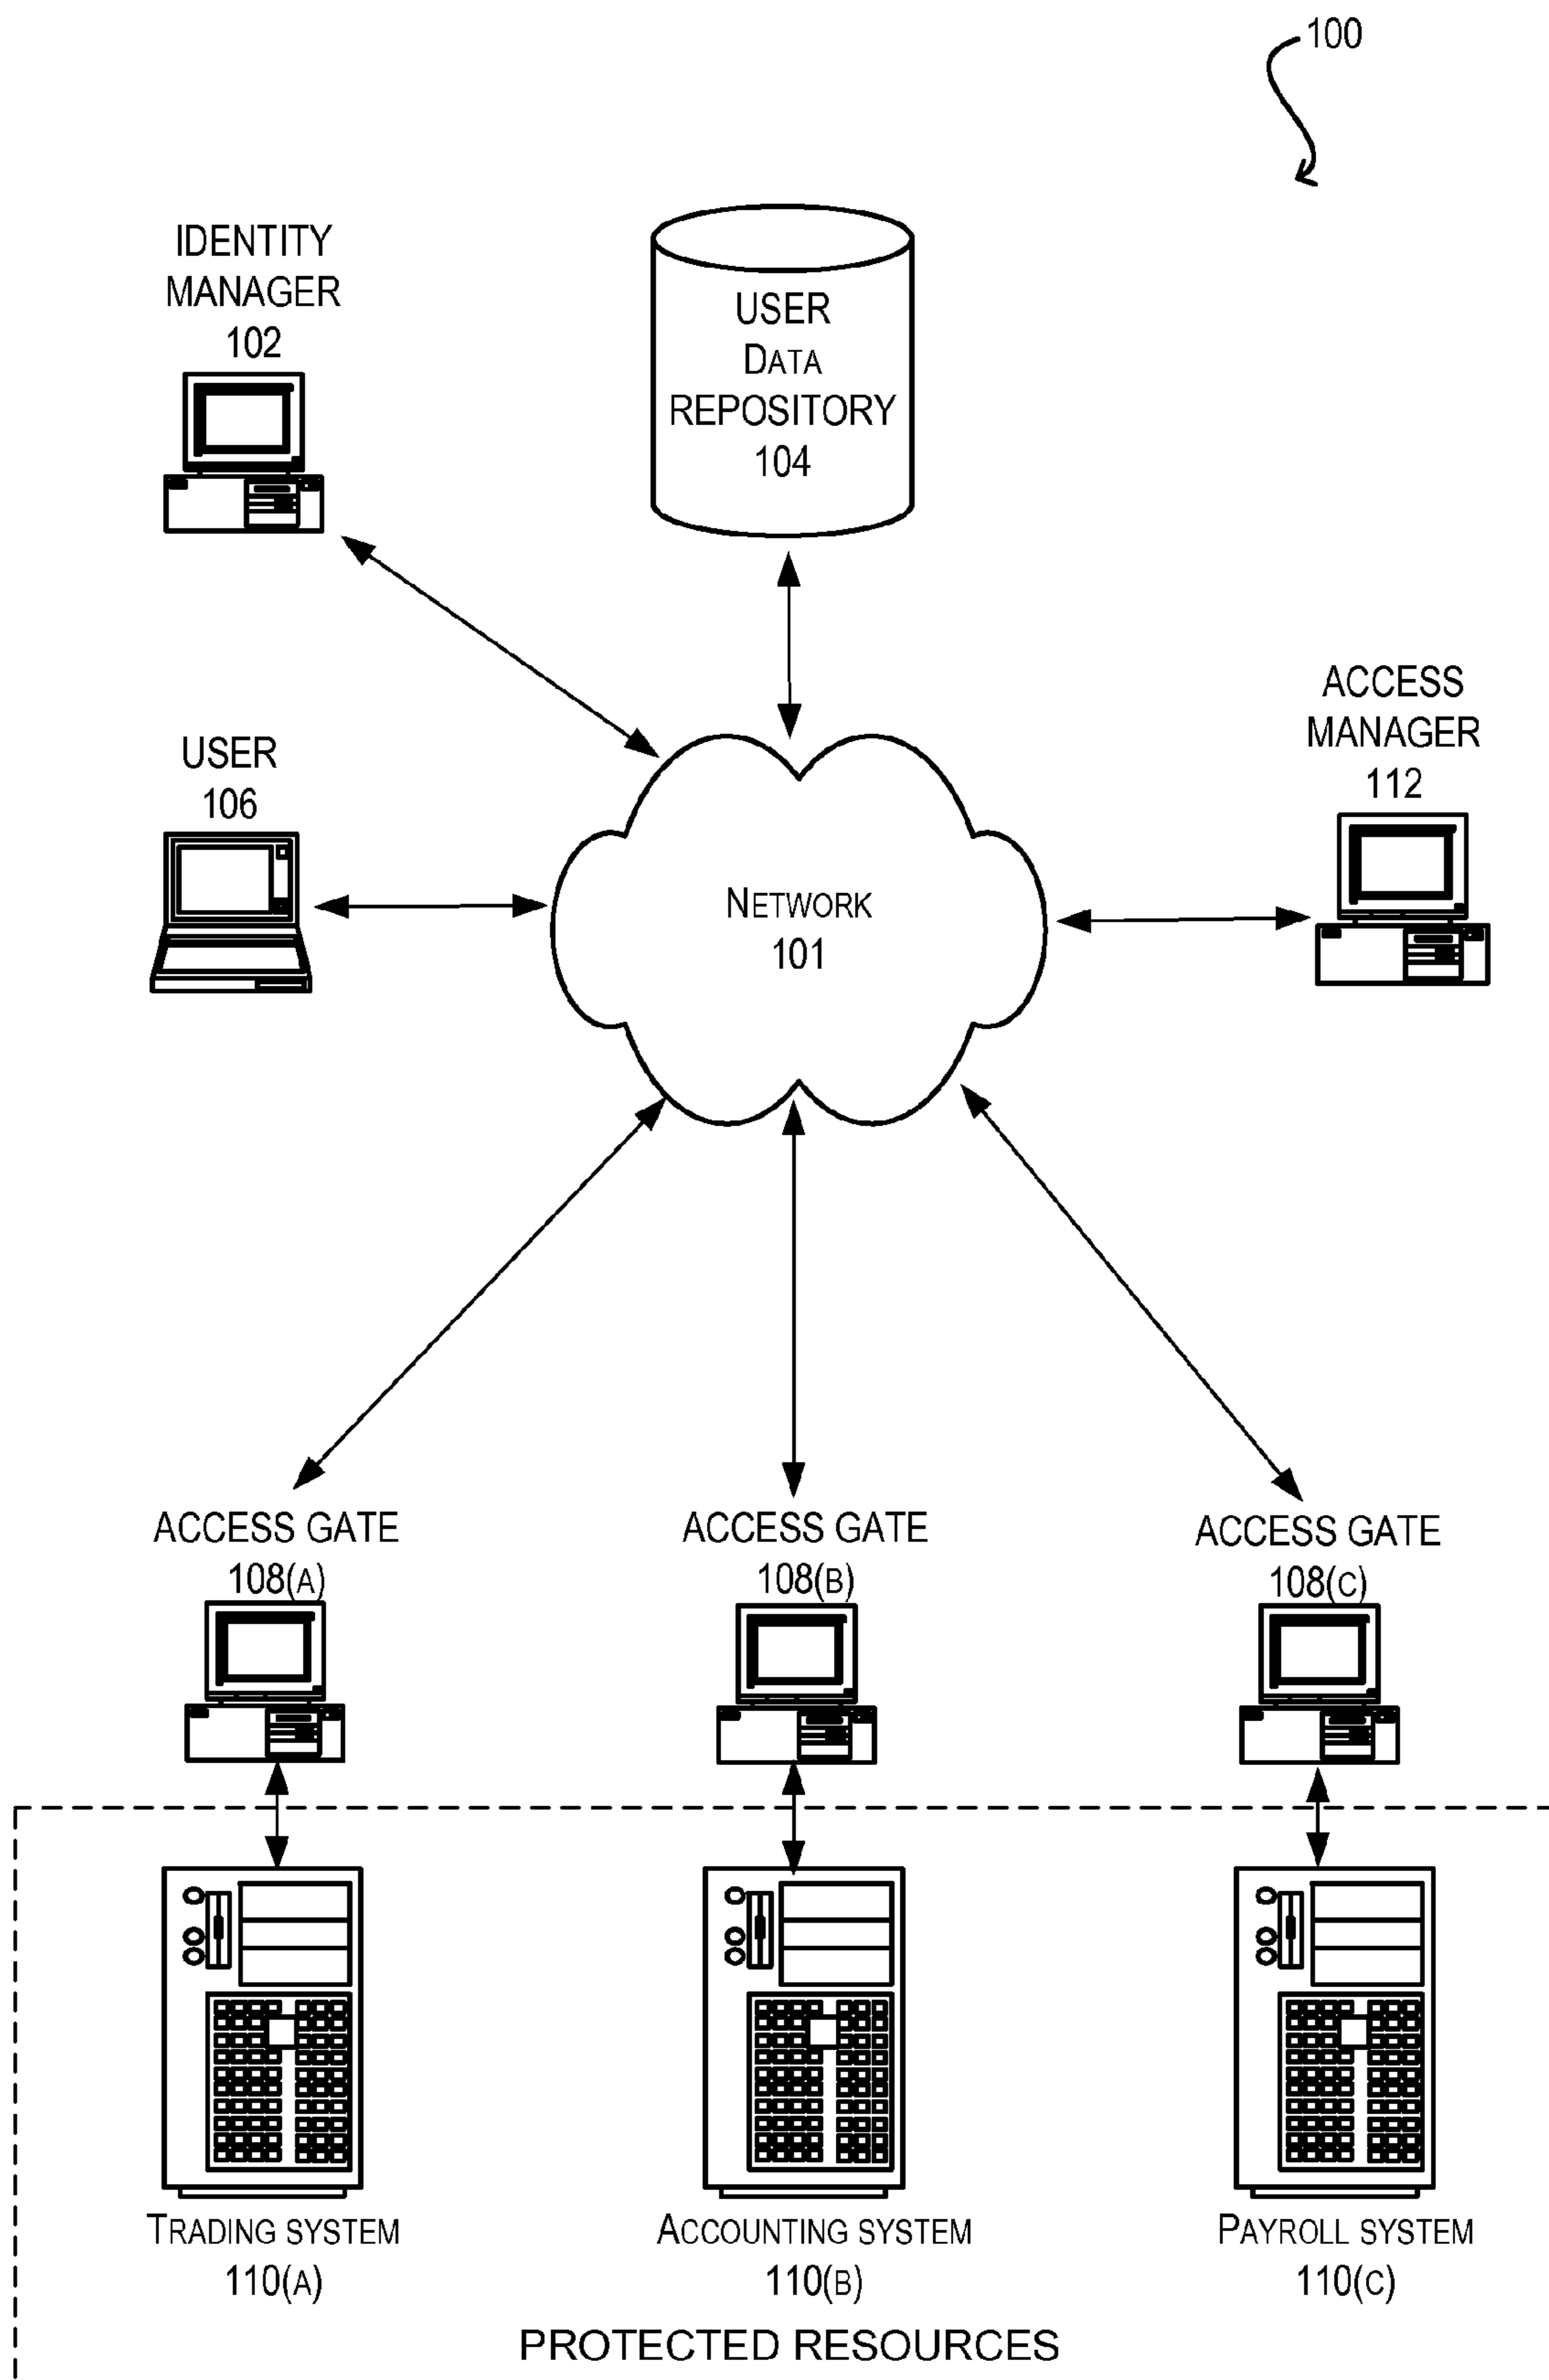 100
IDENTITY
MANAGER
102
USER
DATA
REPOSITORY
104
ACCESS
MANAGER
112
USER
106
NETWORK
101
ACCESS GATE
108(A)
ACCESS GATE
108(B)
ACCESS GATE
108(C)
TRADING SYSTEM
110(A)
ACCOUNTING SYSTEM
110(B)
PAYROLL SYSTEM
110(C)
PROTECTED RESOURCES